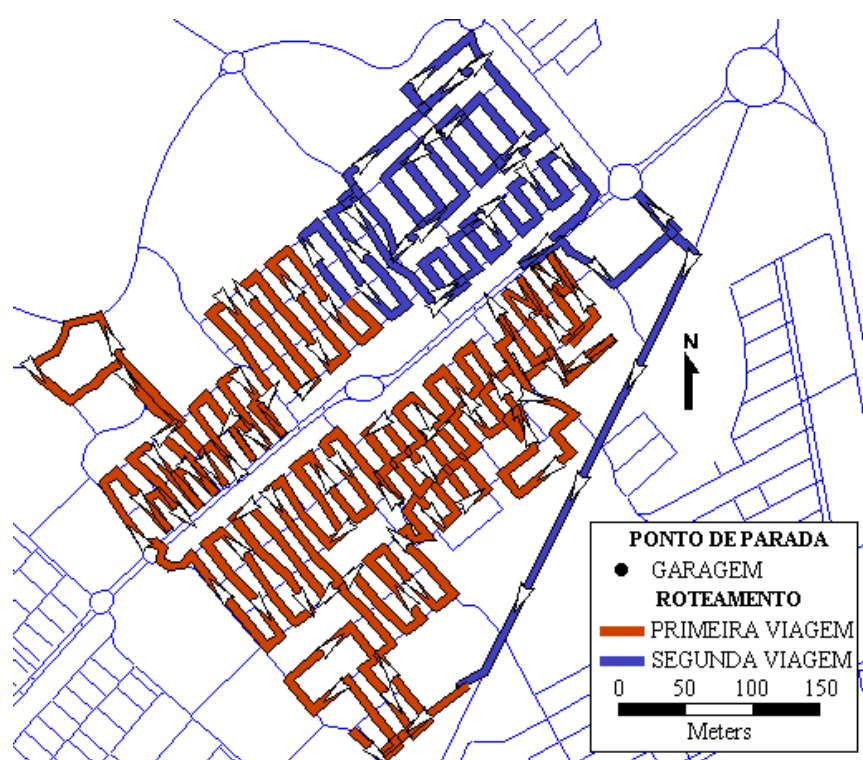 N
PONTO DE PARADA
GARAGEM
ROTEAMENTO
PRIMEIRA VIAGEM
SEGUNDA VIAGEM
0 50 100 150
Meters